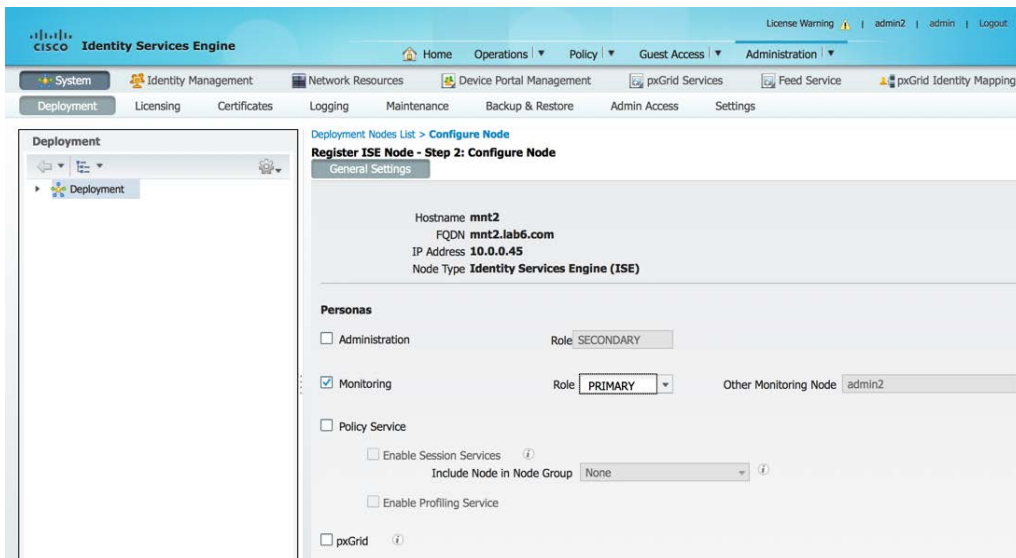 License Warning | admin2 | admin | Logout
cisco Identity Services Engine
Home Operations | Policy | Guest Access | Administration |
System Identity Management Network Resources Device Portal Management pxGrid Services Feed Service pxGrid Identity Mapping
Deployment Licensing Certificates Logging Maintenance Backup & Restore Admin Access Settings
Deployment
Deployment
Deployment Nodes List > Configure Node
Register ISE Node - Step 2: Configure Node
General Settings
Hostname mnt2
FQDN mnt2.lab6.com
IP Address 10.0.0.45
Node Type Identity Services Engine (ISE)
Personas
Administration Role SECONDARY
Monitoring Role PRIMARY Other Monitoring Node admin2
Policy Service
Enable Session Services i
Include Node in Node Group None i
Enable Profiling Service
pxGrid i